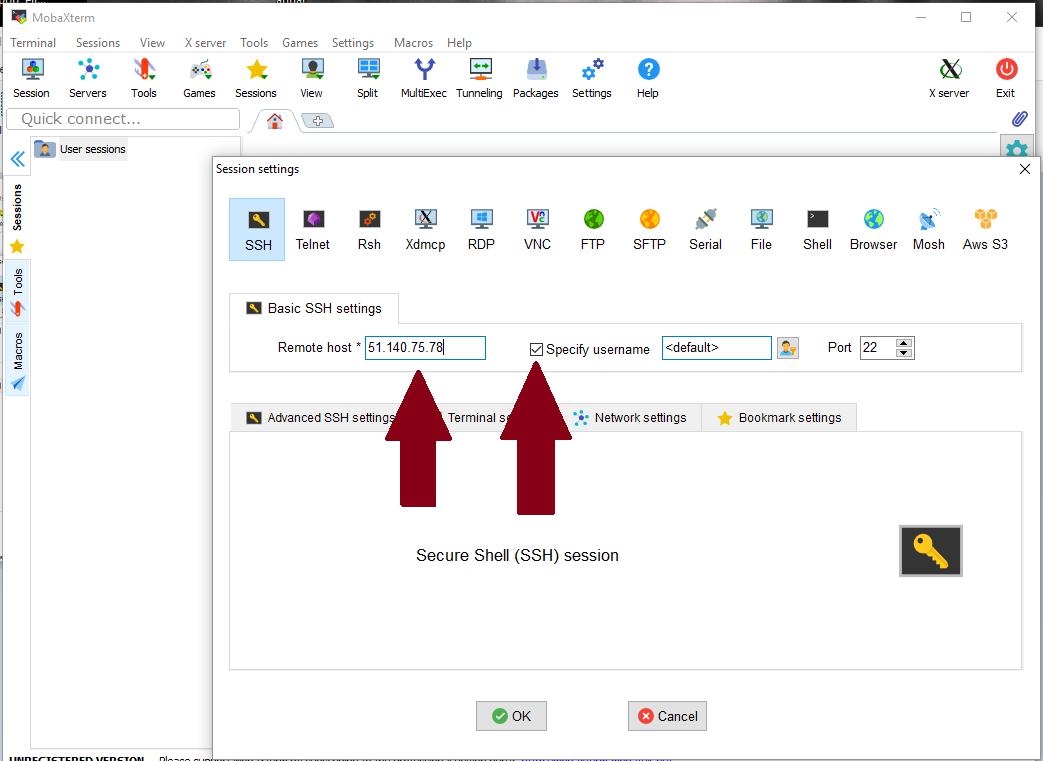 MobaXterm
Terminal Sessions View X server Tools Games Settings Macros Help
Session Servers Tools Games Sessions View Split MultiExec Tunneling Packages Settings Help X server Exit
Quick connect...
User sessions
Sessions
Tools
Macros
Session settings
SSH Telnet Rsh Xdmcp RDP VNC FTP SFTP Serial File Shell Browser Mosh Aws S3
Basic SSH settings
Remote host * 51.140.75.78 Specify username <default> Port 22
Advanced SSH settings Terminal Network settings Bookmark settings
Secure Shell (SSH) session
OK Cancel
UNREGISTERED VERSION